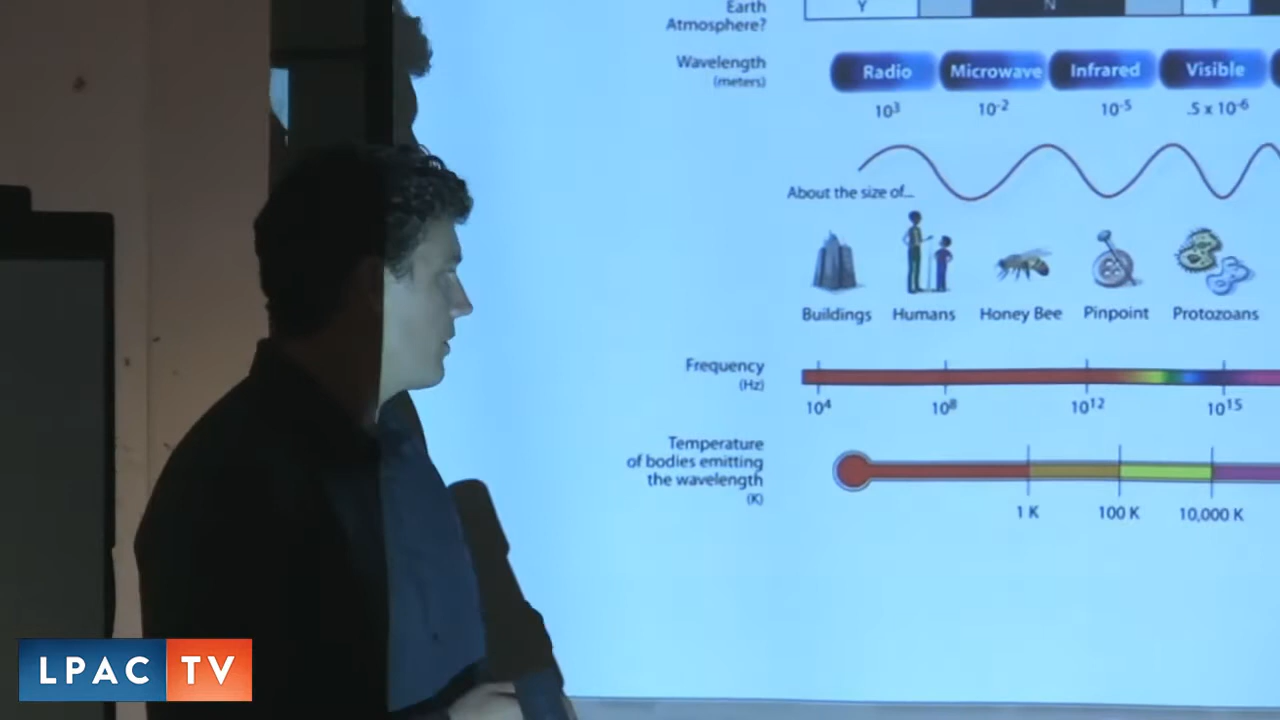 Earth
Atmosphere?
Y N Y
Wavelength
(meters)
Radio Microwave Infrared Visible
10³ 10⁻² 10⁻⁵ .5 x 10⁻⁶
About the size of...
Buildings Humans Honey Bee Pinpoint Protozoans
Frequency
(Hz)
10⁴ 10⁸ 10¹² 10¹⁵
Temperature
of bodies emitting
the wavelength
(K)
1 K 100 K 10,000 K
LPAC TV